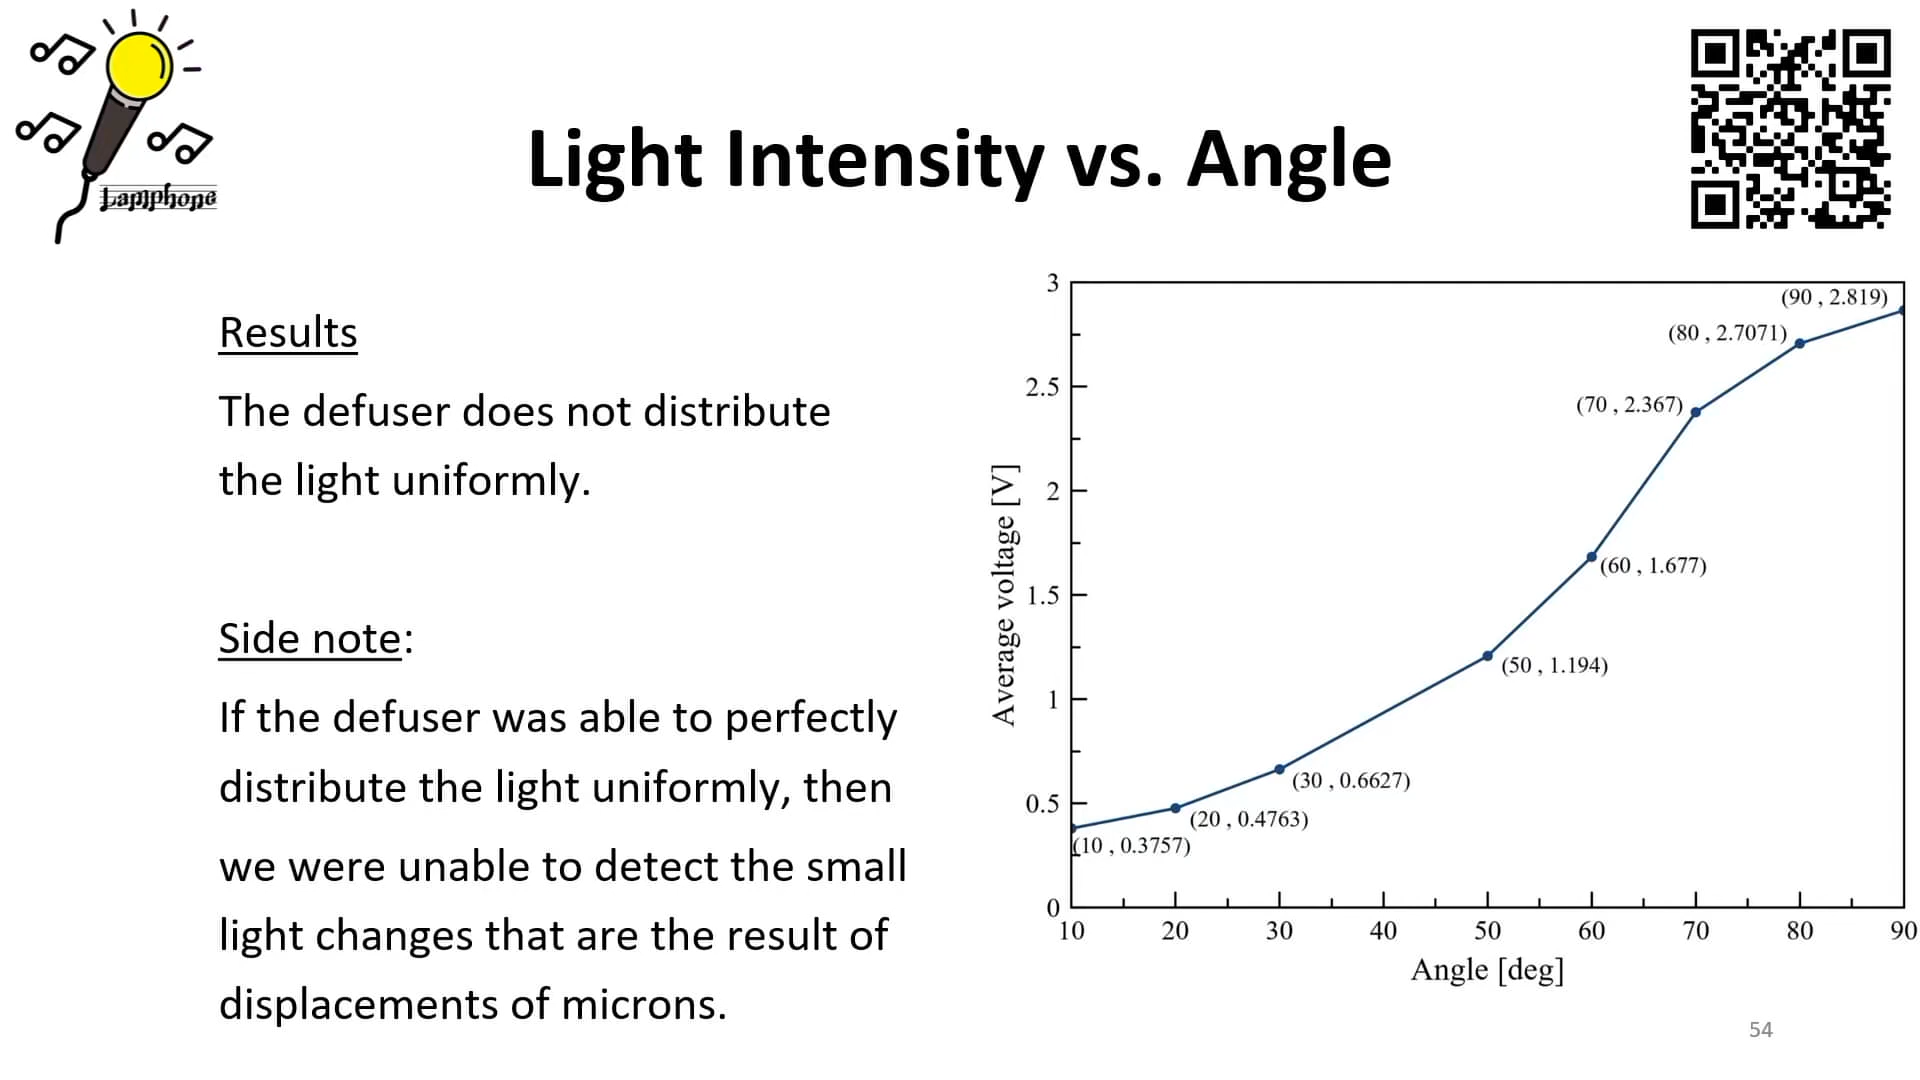 Lamphone
Light Intensity vs. Angle
Results
The defuser does not distribute
the light uniformly.
Side note:
If the defuser was able to perfectly
distribute the light uniformly, then
we were unable to detect the small
light changes that are the result of
displacements of microns.
3
2.5
2
1.5
1
0.5
0
Average voltage [V]
(90 , 2.819)
(80 , 2.7071)
(70 , 2.367)
(60 , 1.677)
(50 , 1.194)
(30 , 0.6627)
(20 , 0.4763)
(10 , 0.3757)
10 20 30 40 50 60 70 80 90
Angle [deg]
54